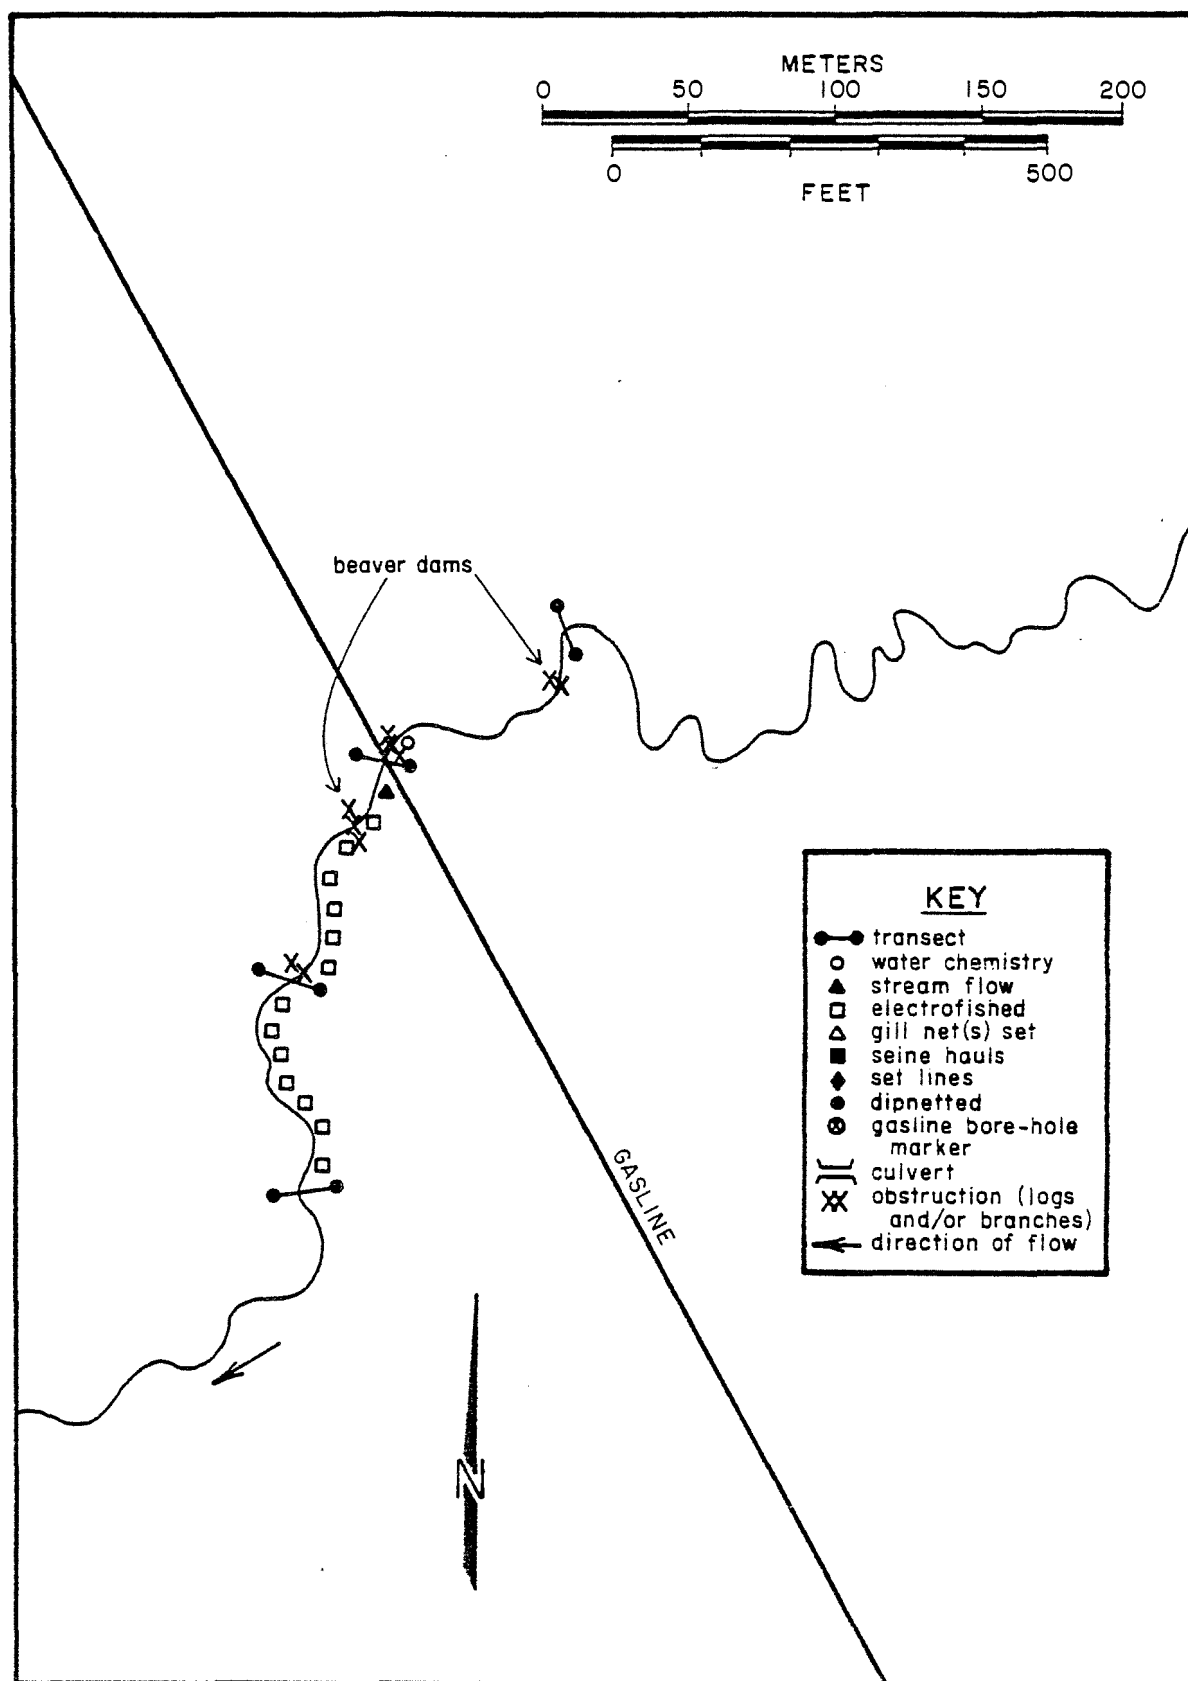 METERS
0 50 100 150 200
0 500
FEET
beaver dams
KEY
transect
water chemistry
stream flow
electrofished
gill net(s) set
seine hauls
set lines
dipnetted
gasline bore-hole
marker
culvert
obstruction (logs
and/or branches)
direction of flow
GASLINE
N